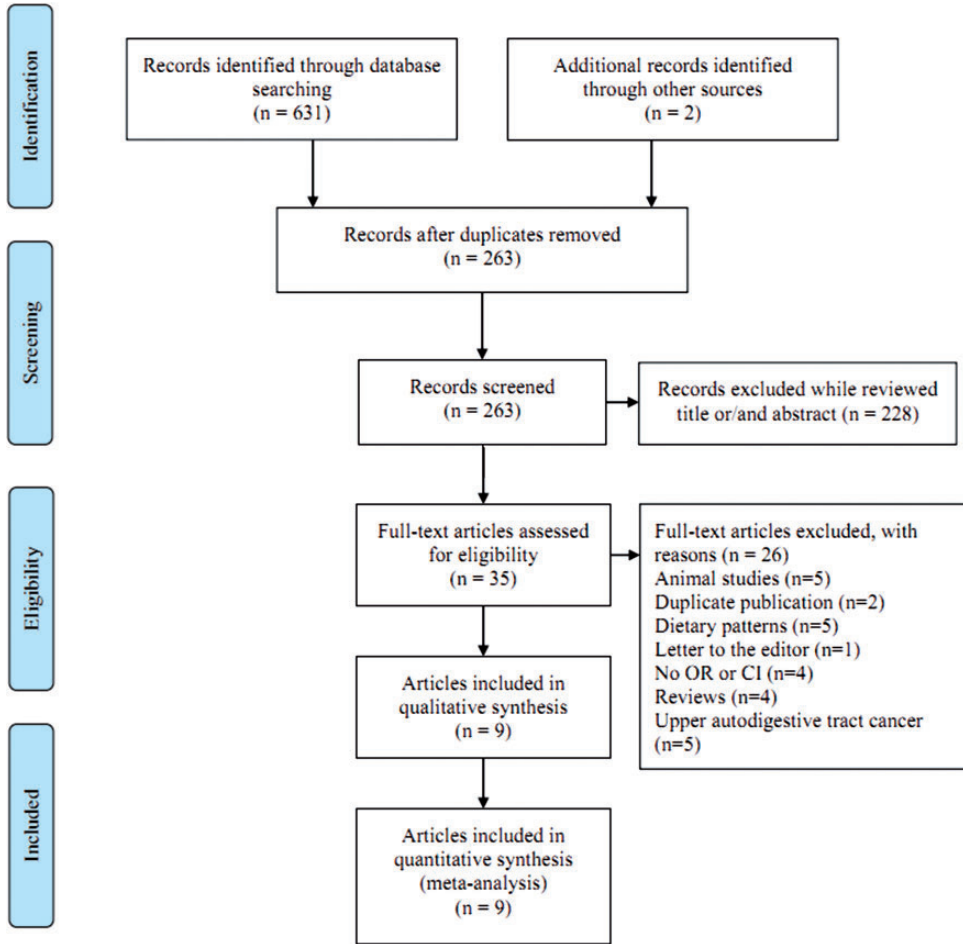 Identification
Records identified through database
searching
(n = 631)
Additional records identified
through other sources
(n = 2)
Records after duplicates removed
(n = 263)
Screening
Records screened
(n = 263)
Records excluded while reviewed
title or/and abstract (n = 228)
Eligibility
Full-text articles assessed
for eligibility
(n = 35)
Full-text articles excluded, with
reasons (n = 26)
Animal studies (n=5)
Duplicate publication (n=2)
Dietary patterns (n=5)
Letter to the editor (n=1)
No OR or CI (n=4)
Reviews (n=4)
Upper autodigestive tract cancer
(n=5)
Articles included in
qualitative synthesis
(n = 9)
Included
Articles included in
quantitative synthesis
(meta-analysis)
(n = 9)